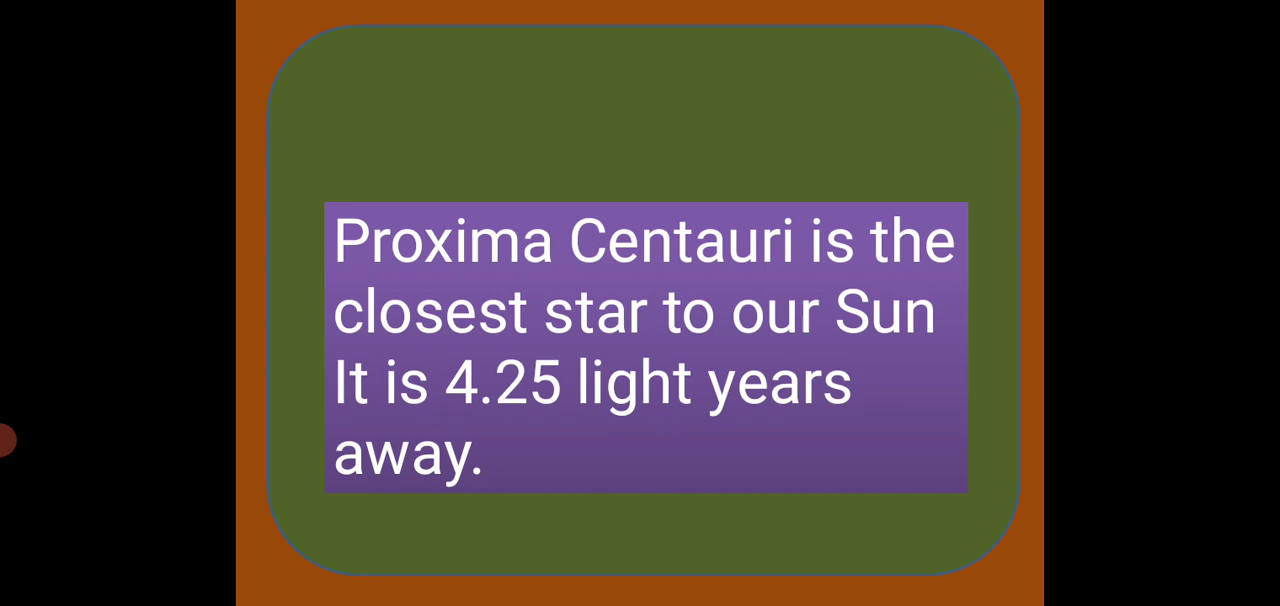 Proxima Centauri is the
closest star to our Sun
It is 4.25 light years
away.